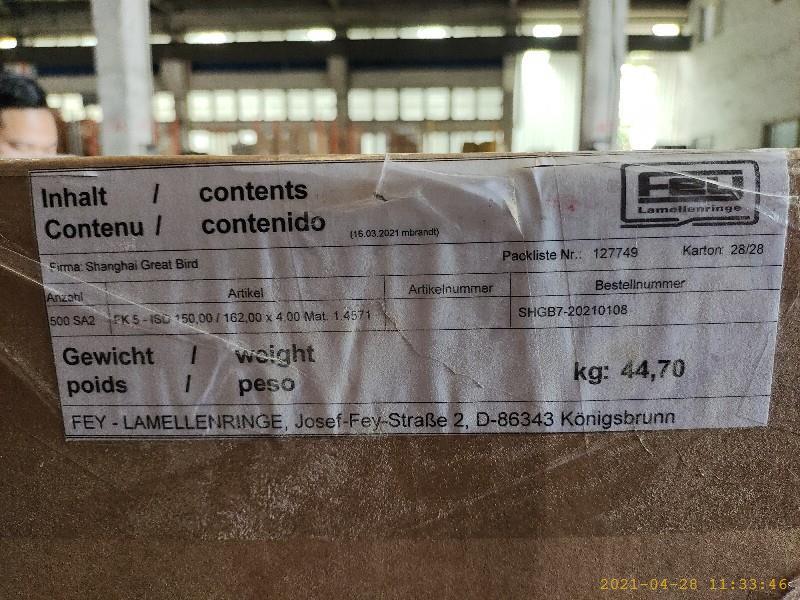 Inhalt / contents
Contenu / contenido (16.03.2021 mbrandt)
FEY
Lamellenringe
Firma: Shanghai Great Bird Packliste Nr.: 127749 Karton: 28/28
Anzahl Artikel Artikelnummer Bestellnummer
500 SA2 FK 5 - ISD 150,00 / 162,00 x 4,00 Mat. 1.4571 SHGB7-20210108
Gewicht / weight
poids / peso kg: 44,70
FEY - LAMELLENRINGE, Josef-Fey-Straße 2, D-86343 Königsbrunn
2021-04-28 11:33:46